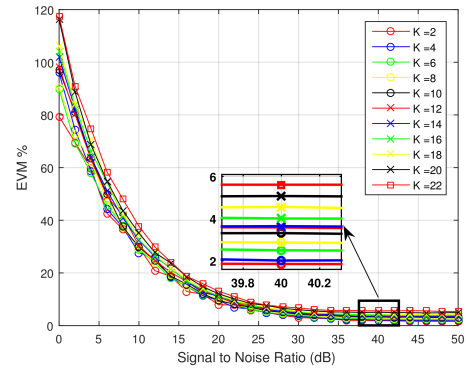 120
100
80
60
40
20
0
EVM %
K =2
K =4
K =6
K =8
K =10
K =12
K =14
K =16
K =18
K =20
K =22
6
4
2
39.8 40 40.2
0 5 10 15 20 25 30 35 40 45 50
Signal to Noise Ratio (dB)